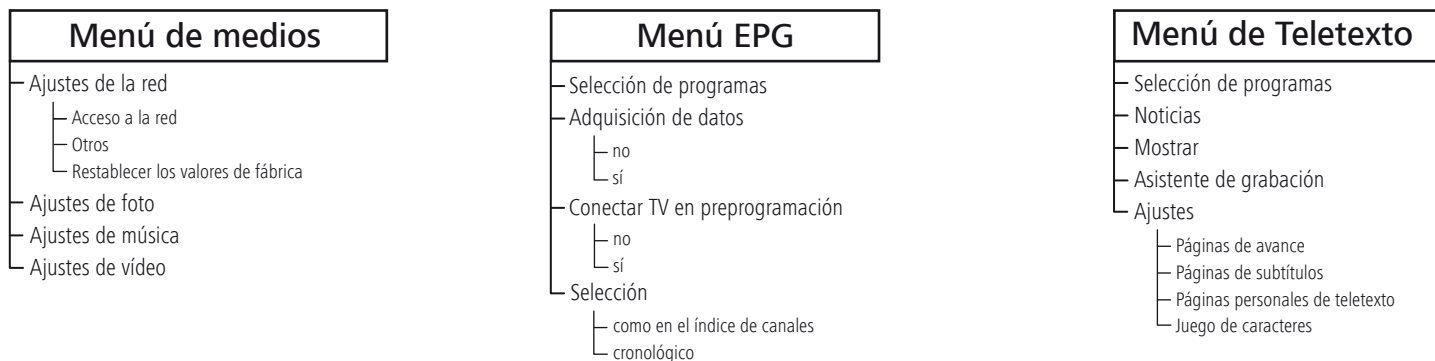 Menú de medios
Ajustes de la red
Acceso a la red
Otros
Restablecer los valores de fábrica
Ajustes de foto
Ajustes de música
Ajustes de vídeo
Menú EPG
Selección de programas
Adquisición de datos
no
sí
Conectar TV en preprogramación
no
sí
Selección
como en el índice de canales
cronológico
Menú de Teletexto
Selección de programas
Noticias
Mostrar
Asistente de grabación
Ajustes
Páginas de avance
Páginas de subtítulos
Páginas personales de teletexto
Juego de caracteres